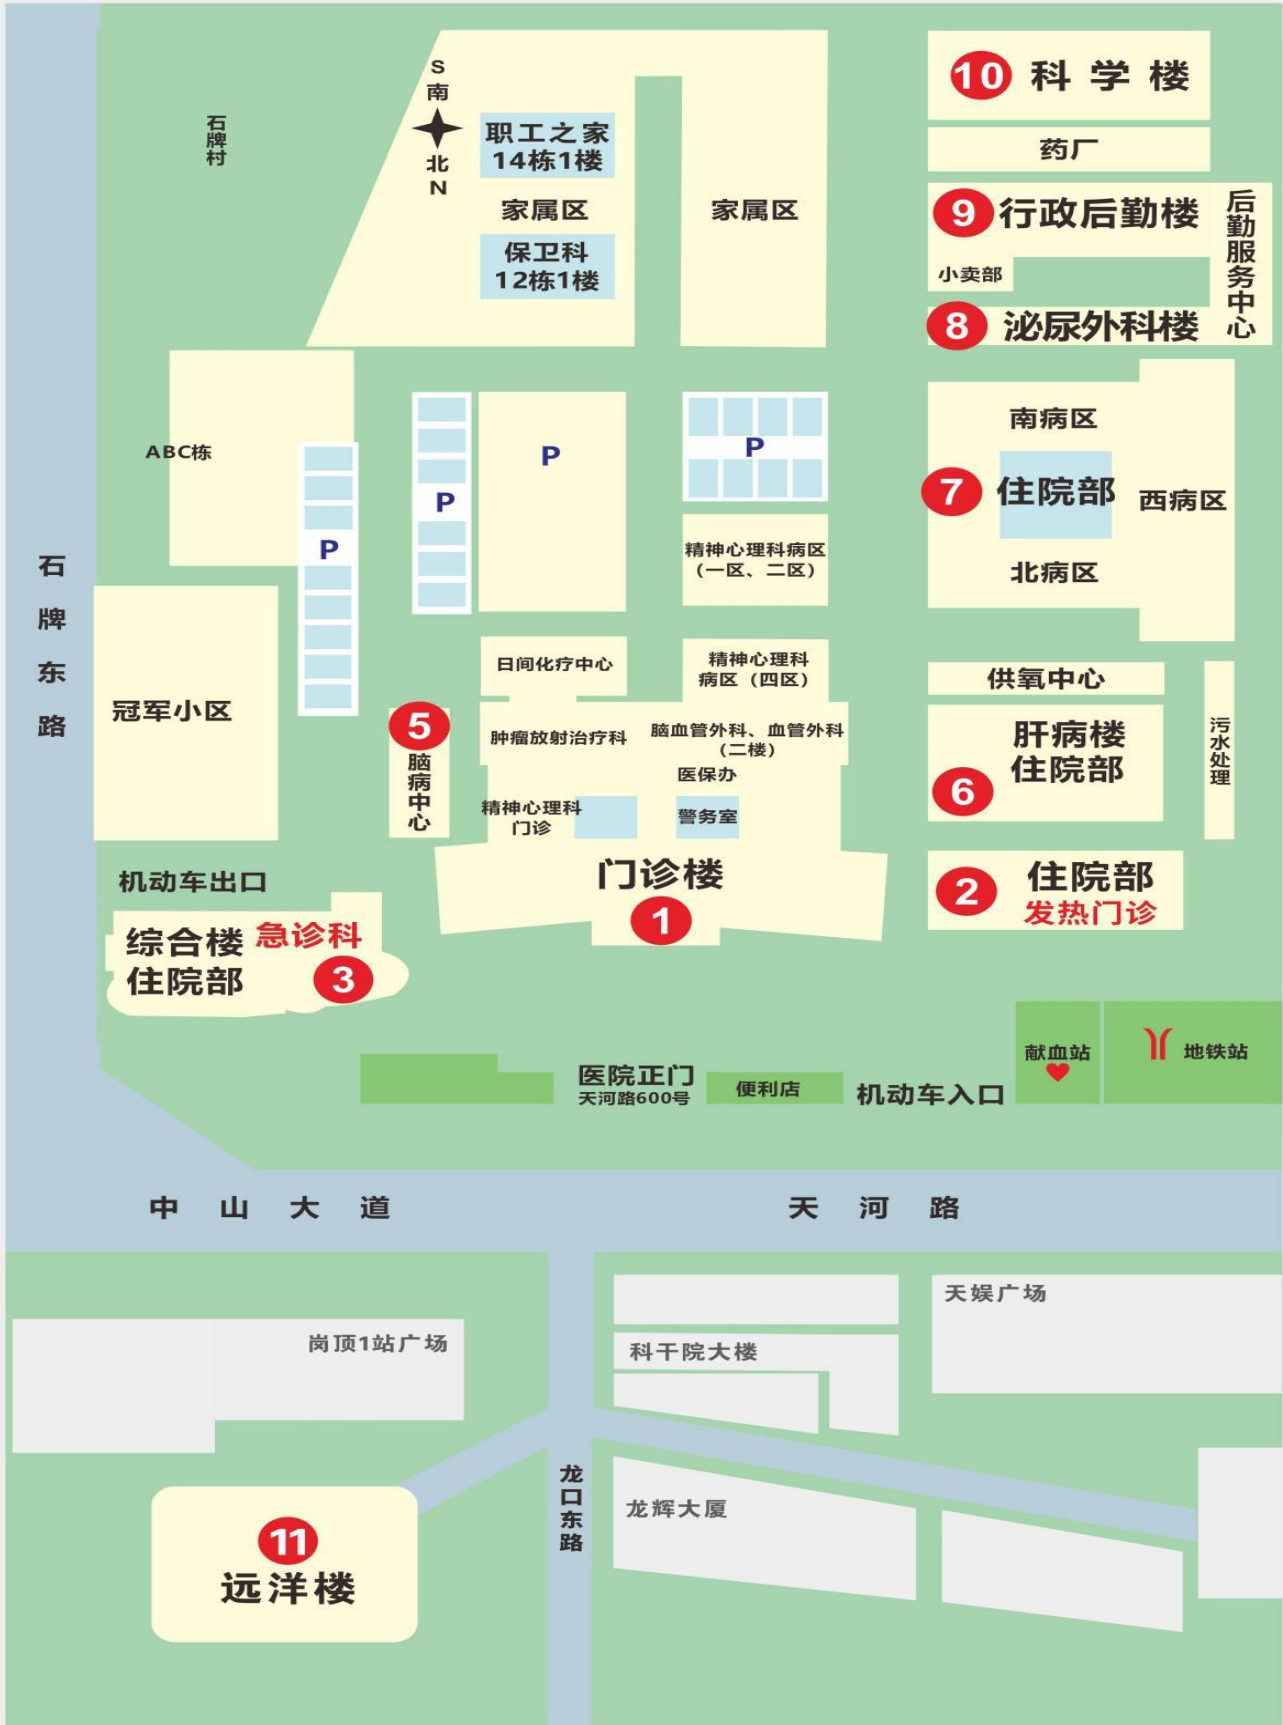 S
南
北
N
石牌村
职工之家
14栋1楼
家属区
保卫科
12栋1楼
家属区
10 科学楼
药厂
9 行政后勤楼
后勤服务中心
小卖部
8 泌尿外科楼
ABC栋
P
P
P
P
南病区
7 住院部
西病区
北病区
精神心理科病区
(一区、二区)
石牌东路
冠军小区
日间化疗中心
精神心理科
病区(四区)
供氧中心
5
脑病中心
肿瘤放射治疗科
脑血管外科、血管外科
(二楼)
医保办
精神心理科
门诊
警务室
肝病楼
住院部
6
污水处理
门诊楼
1
2 住院部
发热门诊
机动车出口
综合楼 急诊科
住院部 3
献血站
地铁站
医院正门
天河路600号
便利店
机动车入口
中山大道
天河路
岗顶1站广场
科干院大楼
天娱广场
龙口东路
龙辉大厦
11
远洋楼